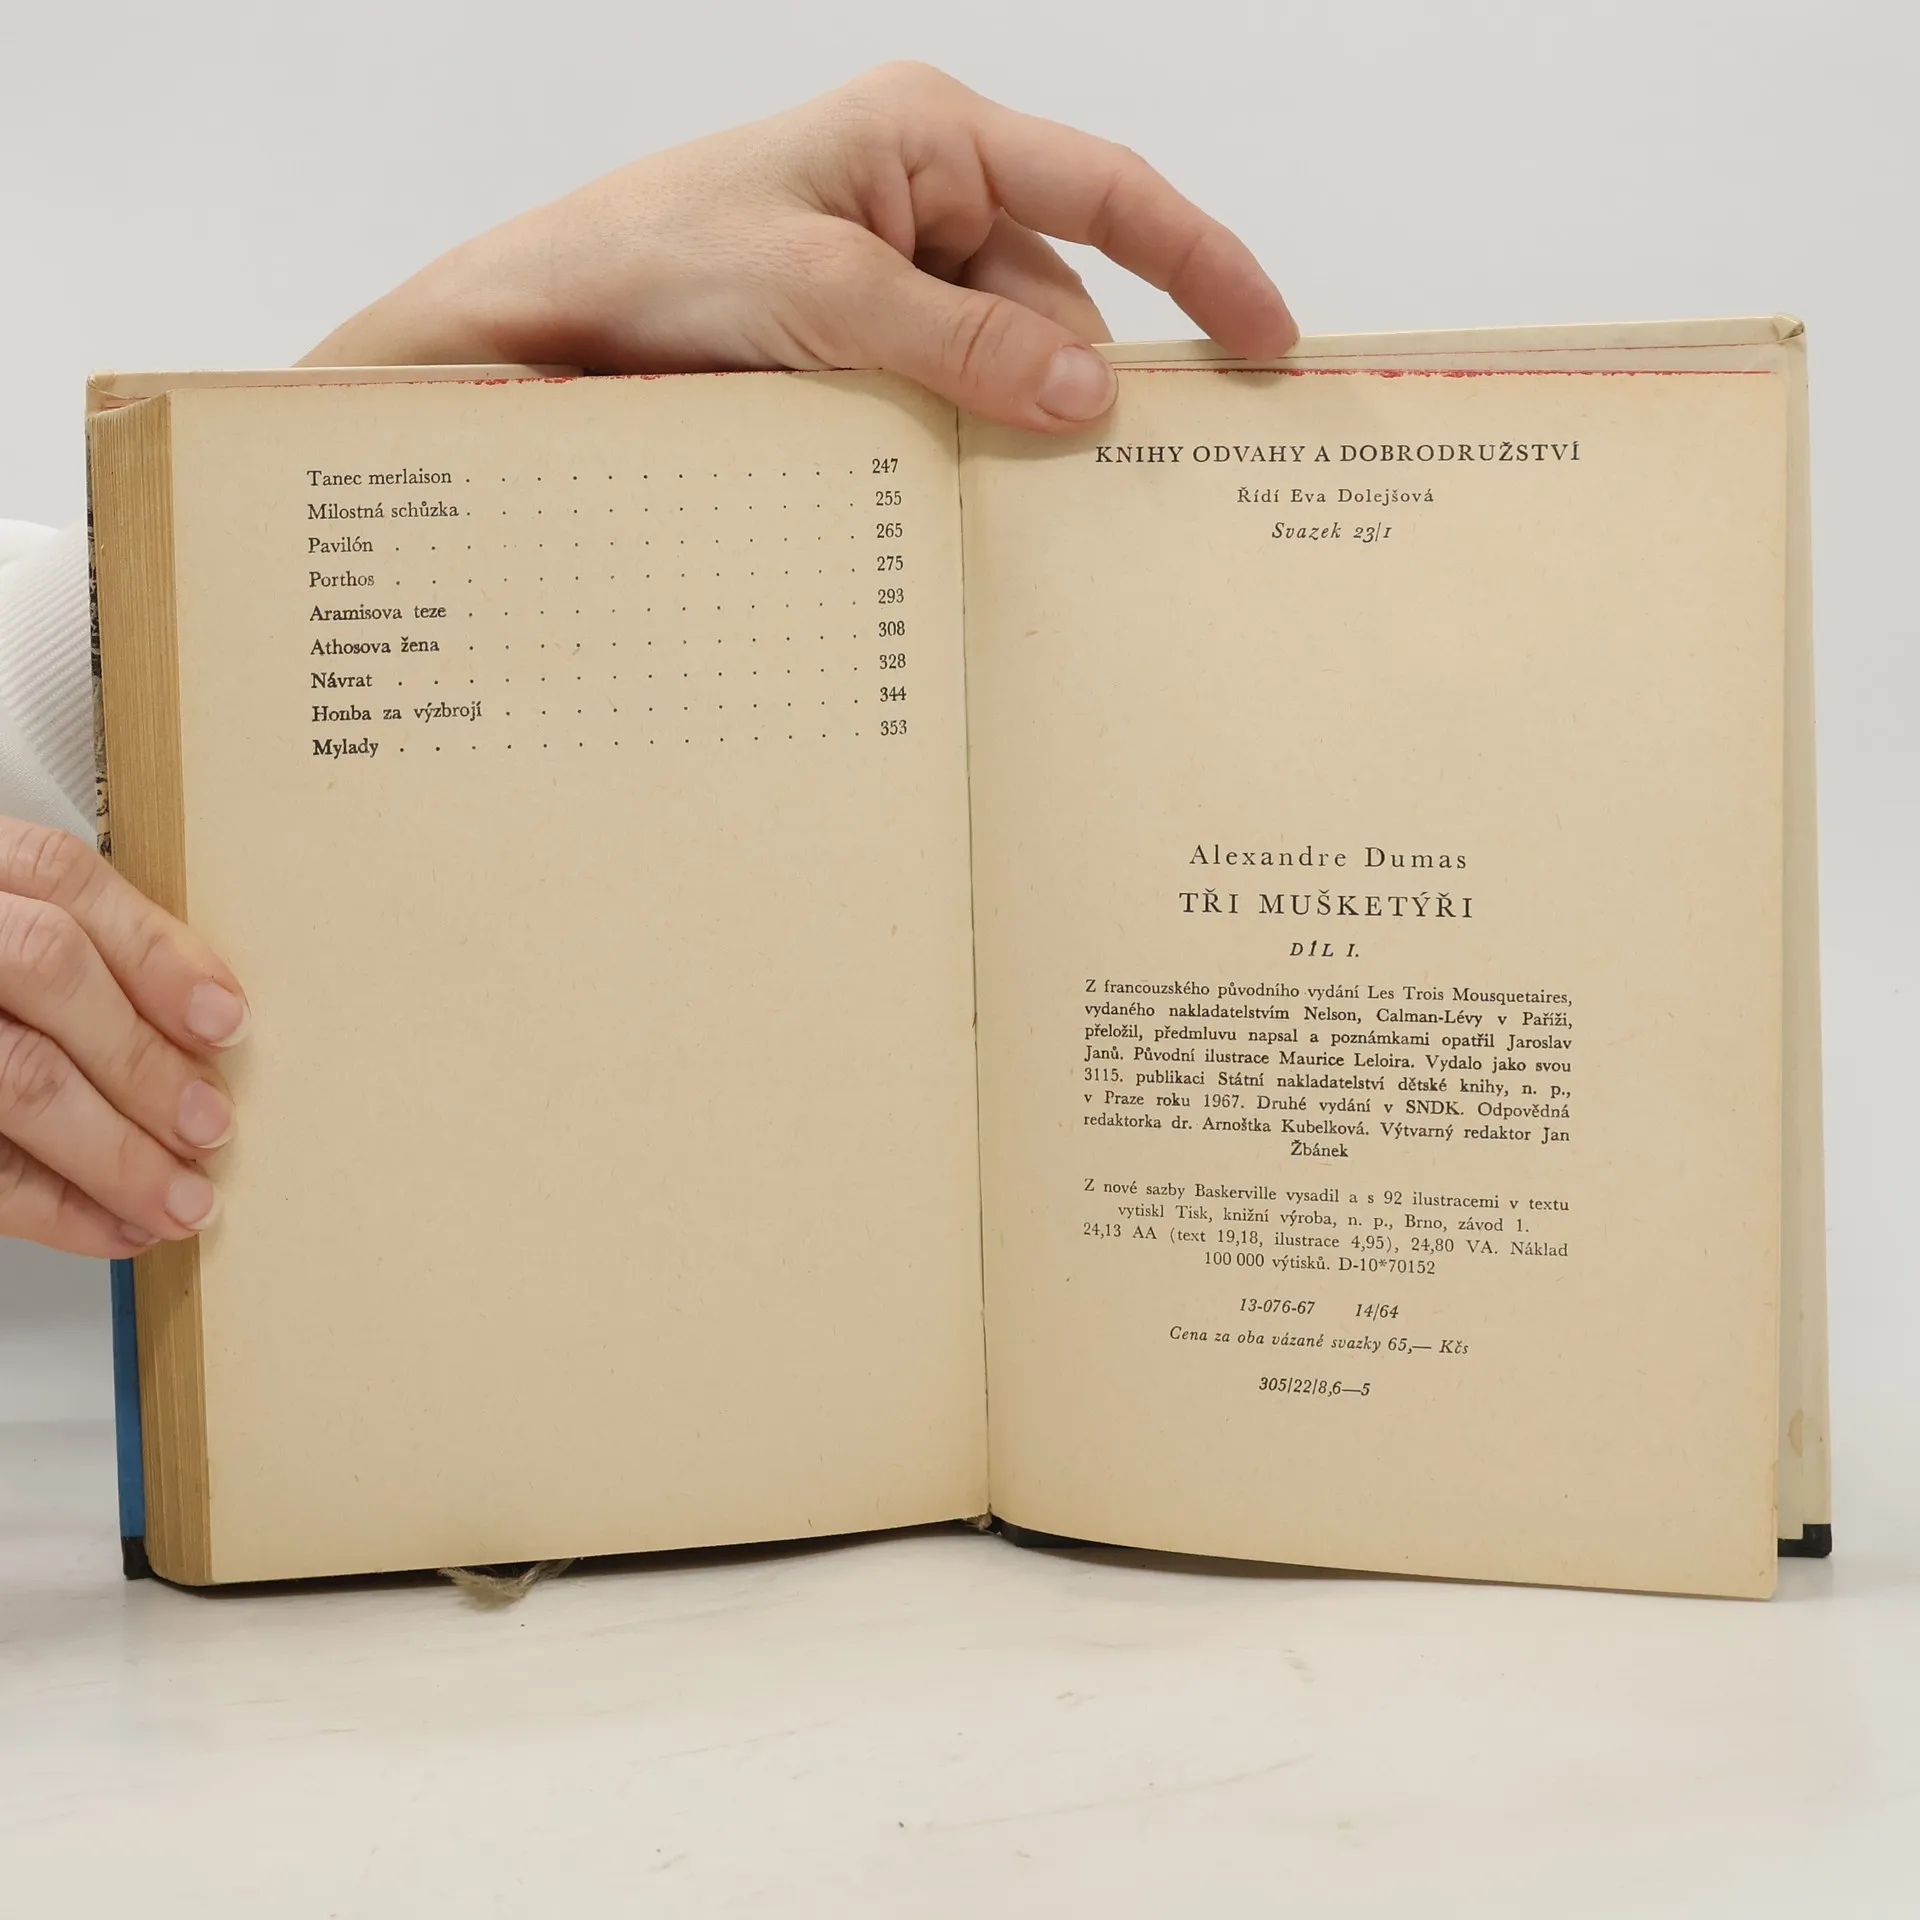 Tanec merlaison . . . . . . . . . . . 247
Milostná schůzka . . . . . . . . . . . 255
Pavilón . . . . . . . . . . . . . 265
Porthos . . . . . . . . . . . . . 275
Aramisova teze . . . . . . . . . . . 293
Athosova žena . . . . . . . . . . . 308
Návrat . . . . . . . . . . . . . 328
Honba za výzbrojí . . . . . . . . . . 344
Mylady . . . . . . . . . . . . . 353
KNIHY ODVAHY A DOBRODRUŽSTVÍ
Řídí Eva Dolejšová
Svazek 23/1
Alexandre Dumas
TŘI MUŠKETÝŘI
DÍL I.
Z francouzského původního vydání Les Trois Mousquetaires,
vydaného nakladatelstvím Nelson, Calman-Lévy v Paříži,
přeložil, předmluvu napsal a poznámkami opatřil Jaroslav
Janů. Původní ilustrace Maurice Leloira. Vydalo jako svou
3115. publikaci Státní nakladatelství dětské knihy, n. p.,
v Praze roku 1967. Druhé vydání v SNDK. Odpovědná
redaktorka dr. Arnoštka Kubelková. Výtvarný redaktor Jan
Žbánek
Z nové sazby Baskerville vysadil a s 92 ilustracemi v textu
vytiskl Tisk, knižní výroba, n. p., Brno, závod 1.
24,13 AA (text 19,18, ilustrace 4,95), 24,80 VA. Náklad
100 000 výtisků. D-10*70152
13-076-67 14/64
Cena za oba vázané svazky 65,— Kčs
305/22/8,6—5